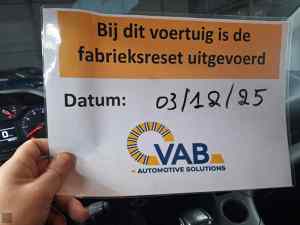 Bij dit voertuig is de
fabrieksreset uitgevoerd
Datum: 03/12/25
VAB
AUTOMOTIVE SOLUTIONS